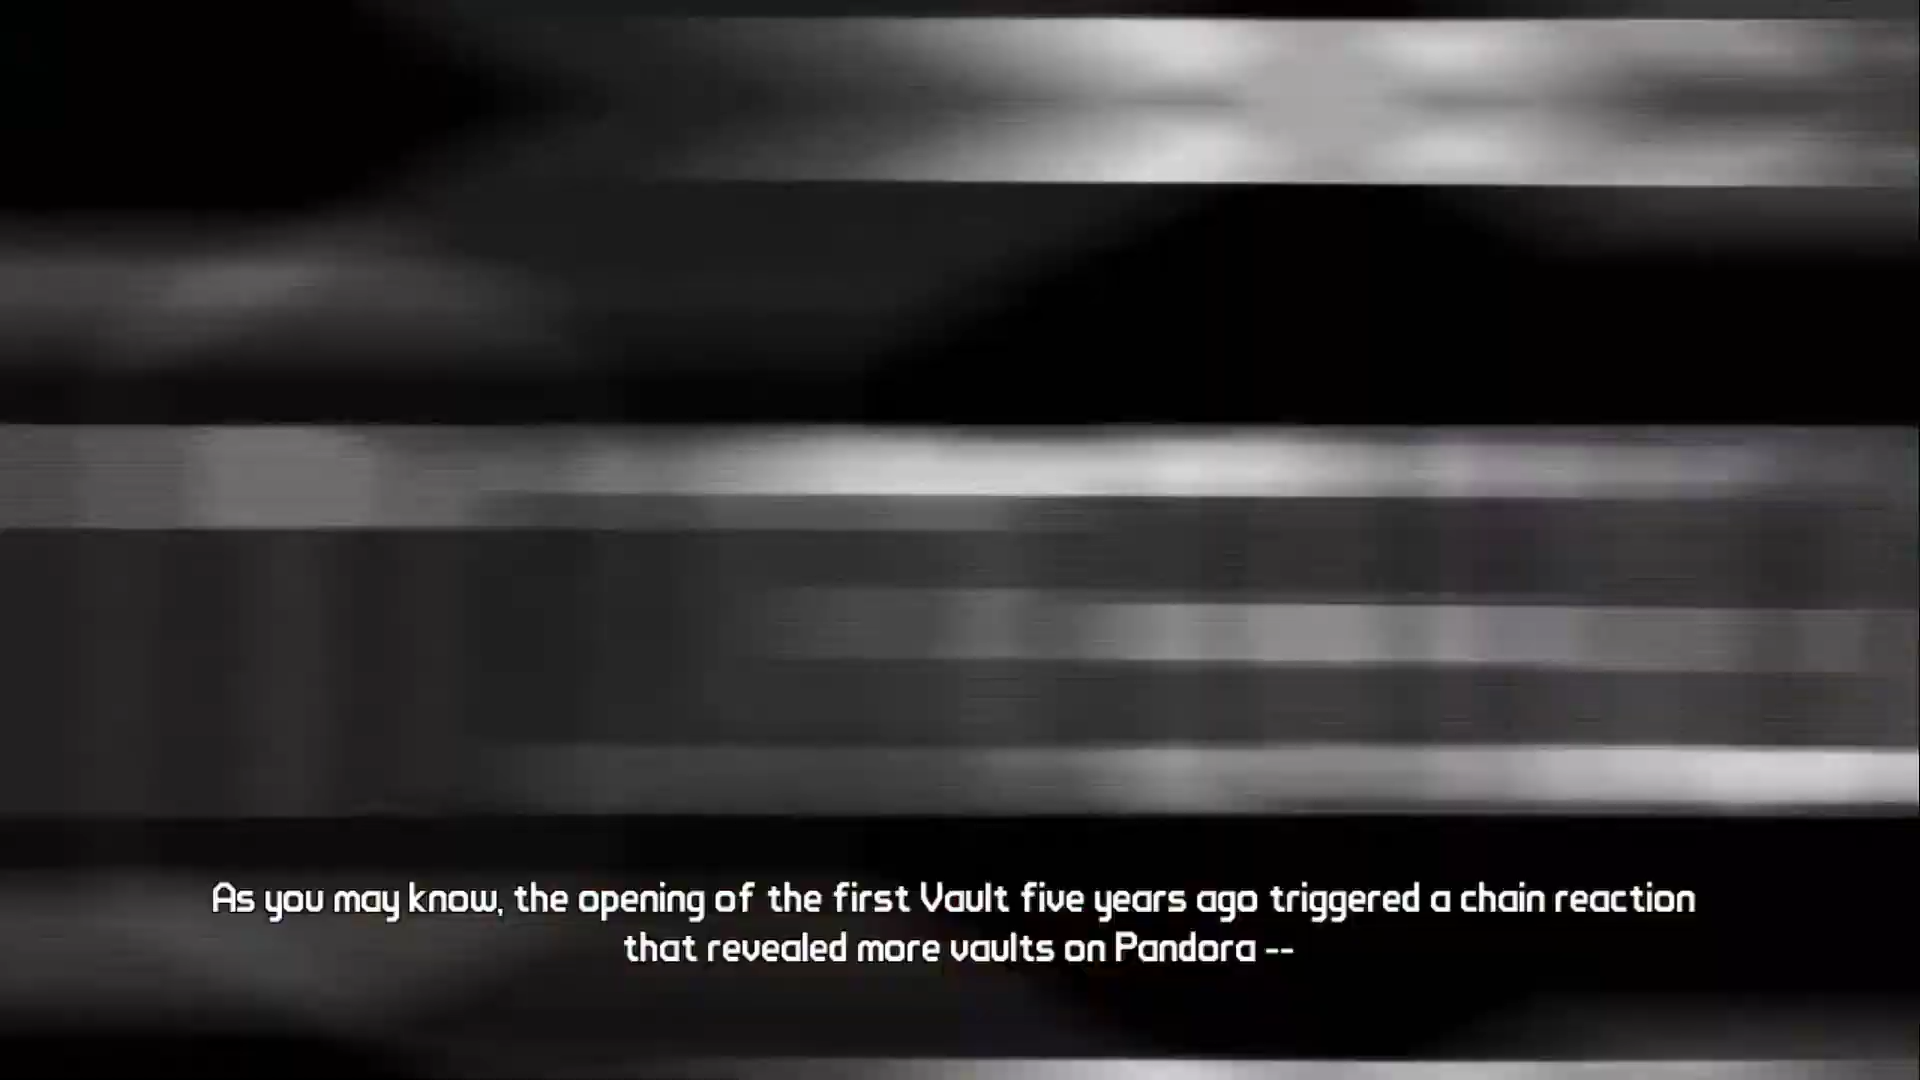 As you may know, the opening of the first Vault five years ago triggered a chain reaction
that revealed more vaults on Pandora --